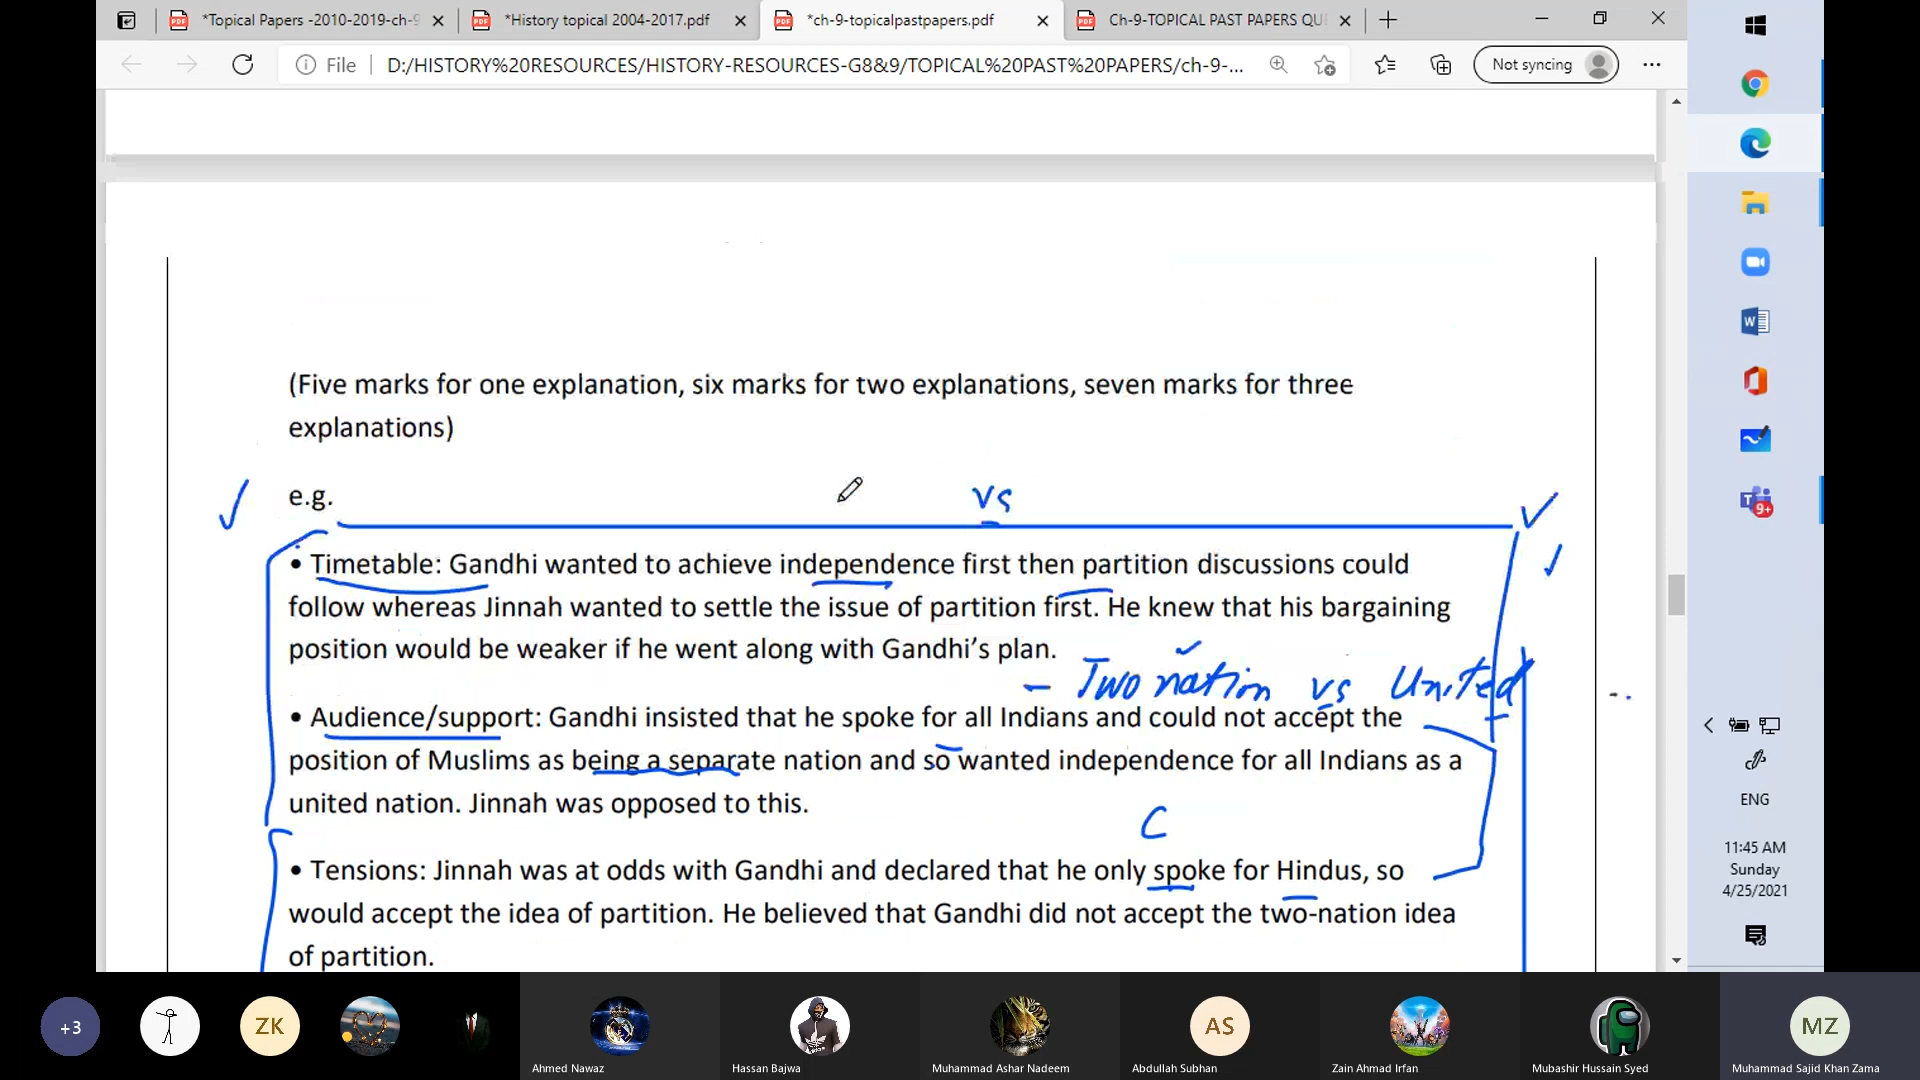 *Topical Papers -2010-2019-ch-9
*History topical 2004-2017.pdf
*ch-9-topicalpastpapers.pdf
Ch-9-TOPICAL PAST PAPERS QU
File
D:/HISTORY%20RESOURCES/HISTORY-RESOURCES-G8&9/TOPICAL%20PAST%20PAPERS/ch-9-...
Not syncing
(Five marks for one explanation, six marks for two explanations, seven marks for three
explanations)
e.g.
vs
• Timetable: Gandhi wanted to achieve independence first then partition discussions could
follow whereas Jinnah wanted to settle the issue of partition first. He knew that his bargaining
position would be weaker if he went along with Gandhi's plan.
– Two nation vs United
• Audience/support: Gandhi insisted that he spoke for all Indians and could not accept the
position of Muslims as being a separate nation and so wanted independence for all Indians as a
united nation. Jinnah was opposed to this.
C
• Tensions: Jinnah was at odds with Gandhi and declared that he only spoke for Hindus, so
would accept the idea of partition. He believed that Gandhi did not accept the two-nation idea
of partition.
9+
ENG
11:45 AM
Sunday
4/25/2021
+3
ZK
AS
MZ
Ahmed Nawaz
Hassan Bajwa
Muhammad Ashar Nadeem
Abdullah Subhan
Zain Ahmad Irfan
Mubashir Hussain Syed
Muhammad Sajid Khan Zama